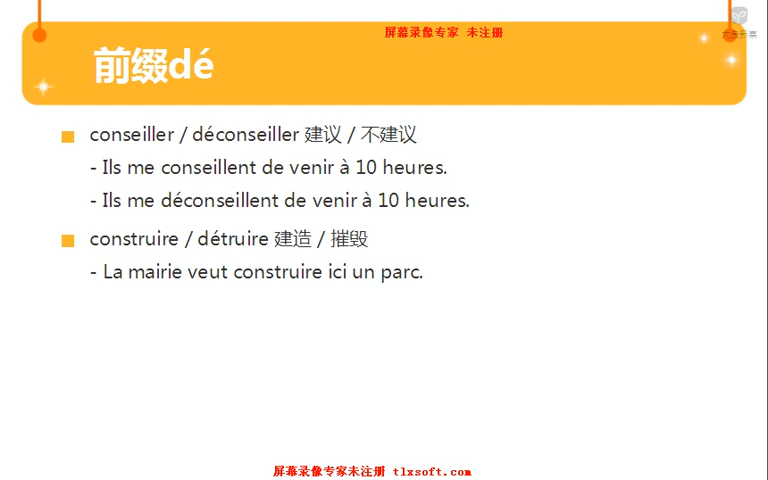 屏幕录像专家 未注册
前缀dé
conseiller / déconseiller 建议 / 不建议
- Ils me conseillent de venir à 10 heures.
- Ils me déconseillent de venir à 10 heures.
construire / détruire 建造 / 摧毁
- La mairie veut construire ici un parc.
屏幕录像专家未注册 tlxsoft.com